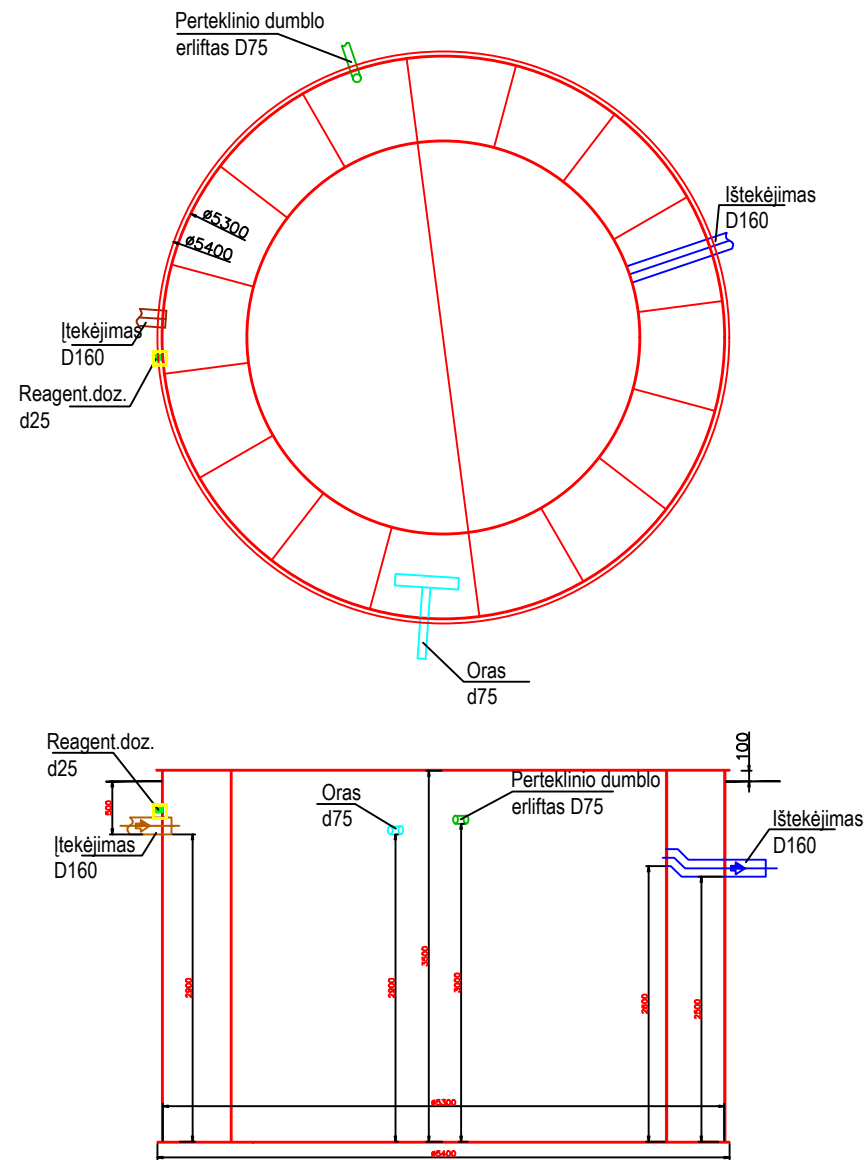 Perteklinio dumblo
erliftas D75
Ištekėjimas
D160
ø5300
ø5400
Įtekėjimas
D160
Reagent.doz.
d25
Oras
d75
Reagent.doz.
d25
100
Oras
d75
Perteklinio dumblo
erliftas D75
500
Ištekėjimas
D160
Įtekėjimas
D160
2900
2900
3500
3000
2600
2500
ø5300
ø5400